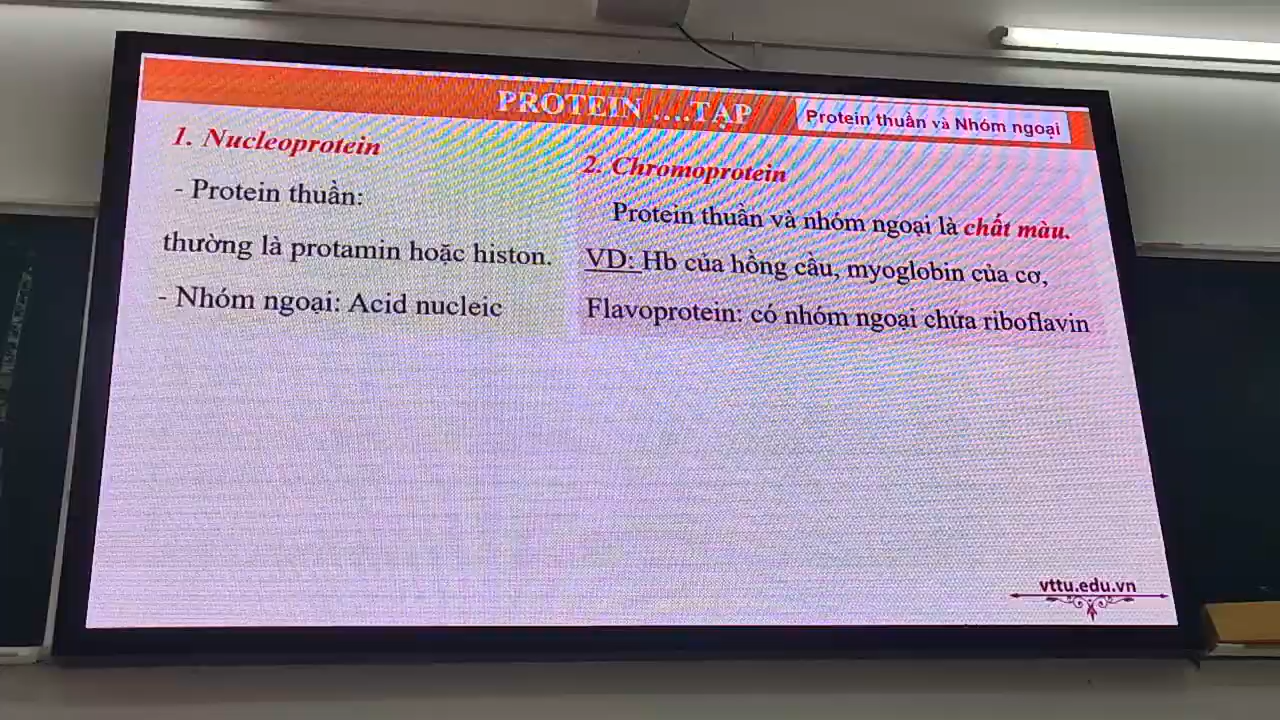 PROTEIN ....TẠP
Protein thuần và Nhóm ngoại
1. Nucleoprotein
- Protein thuần:
thường là protamin hoặc histon.
- Nhóm ngoại: Acid nucleic
2. Chromoprotein
Protein thuần và nhóm ngoại là chất màu.
VD: Hb của hồng cầu, myoglobin của cơ,
Flavoprotein: có nhóm ngoại chứa riboflavin
vttu.edu.vn